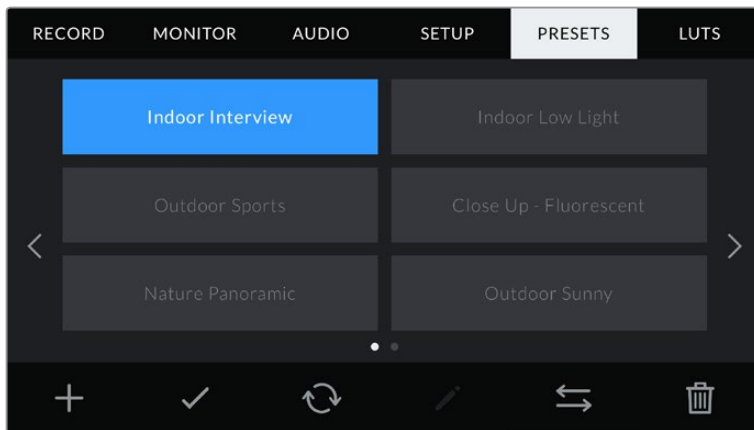 RECORD MONITOR AUDIO SETUP PRESETS LUTS
Indoor Interview Indoor Low Light
Outdoor Sports Close Up - Fluorescent
Nature Panoramic Outdoor Sunny